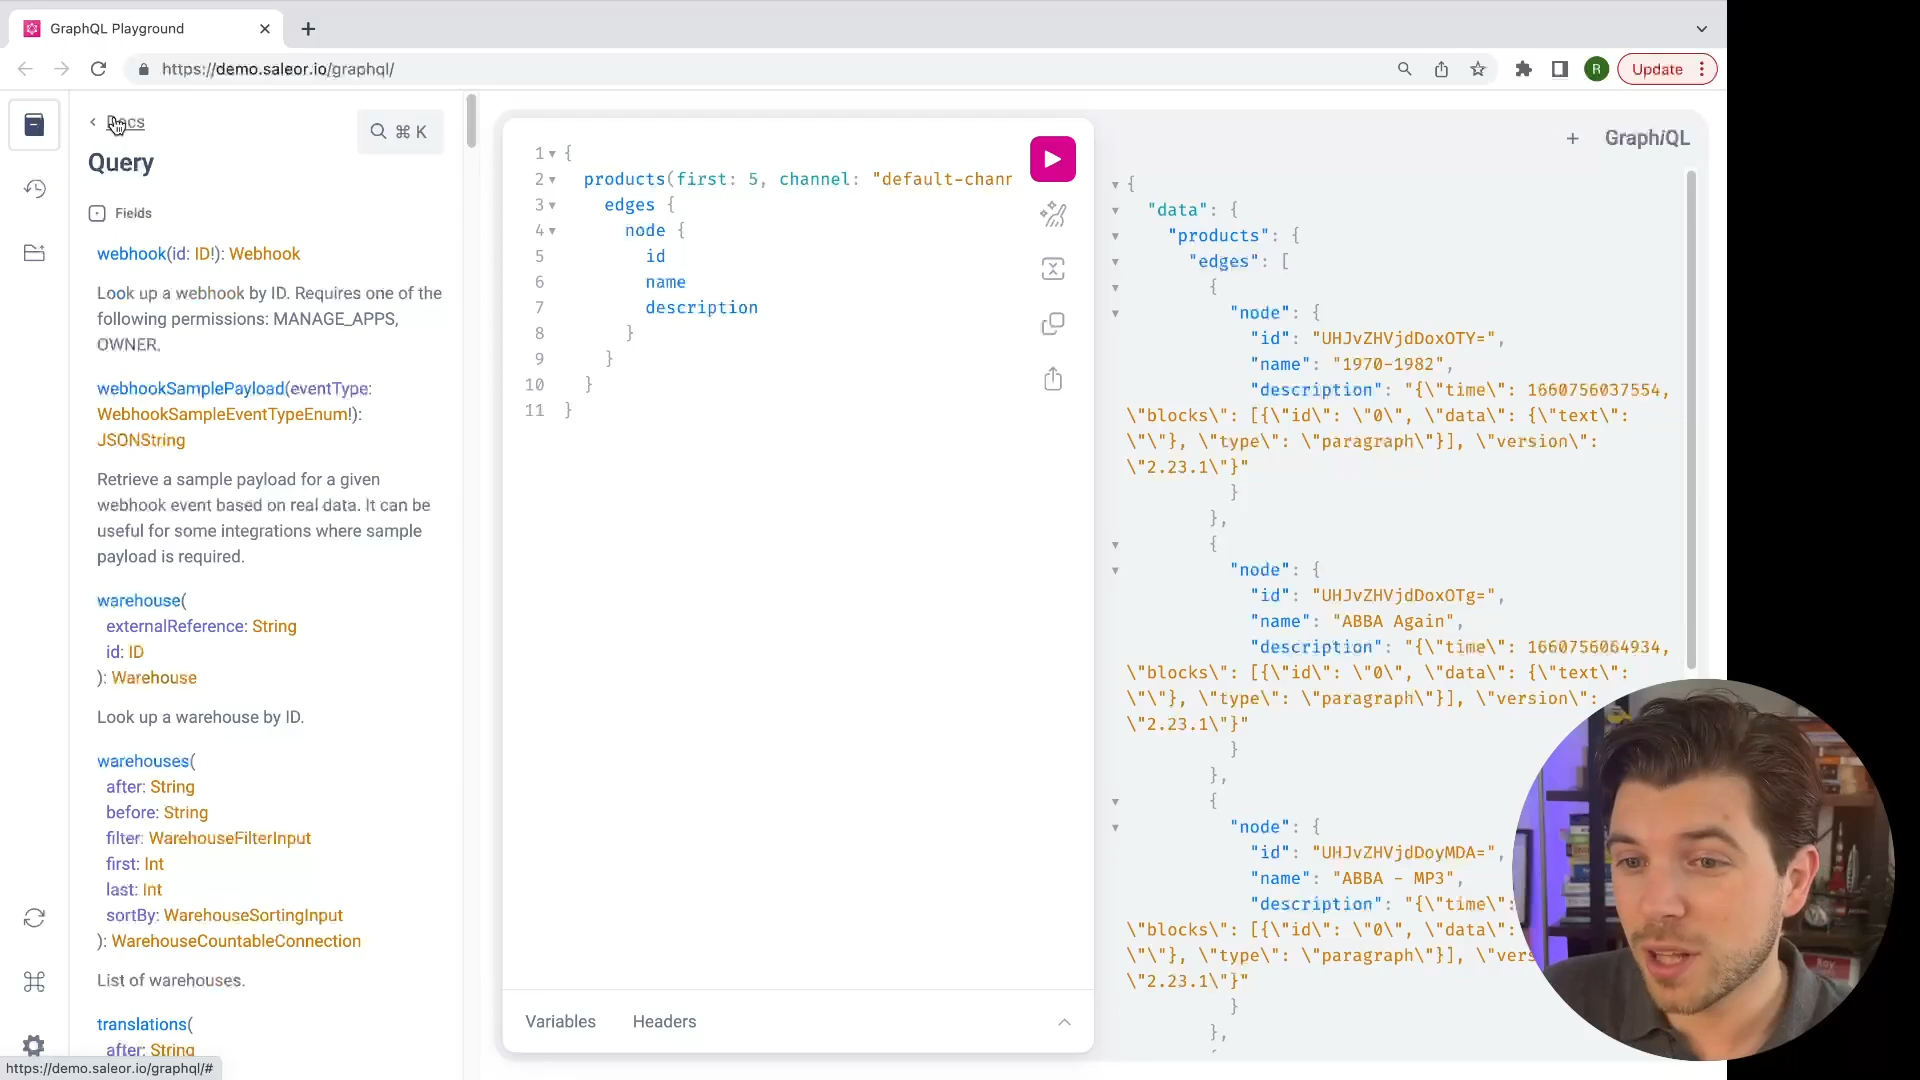 GraphQL Playground
https://demo.saleor.io/graphql/
R
Update
Docs
⌘ K
Query
Fields
webhook(id: ID!): Webhook
Look up a webhook by ID. Requires one of the
following permissions: MANAGE_APPS,
OWNER.
webhookSamplePayload(eventType:
WebhookSampleEventTypeEnum!):
JSONString
Retrieve a sample payload for a given
webhook event based on real data. It can be
useful for some integrations where sample
payload is required.
warehouse(
externalReference: String
id: ID
): Warehouse
Look up a warehouse by ID.
warehouses(
after: String
before: String
filter: WarehouseFilterInput
first: Int
last: Int
sortBy: WarehouseSortingInput
): WarehouseCountableConnection
List of warehouses.
translations(
after: String
https://demo.saleor.io/graphql/#
1 {
2 products(first: 5, channel: "default-chann
3 edges {
4 node {
5 id
6 name
7 description
8 }
9 }
10 }
11 }
Variables Headers
+ GraphiQL
{
"data": {
"products": {
"edges": [
{
"node": {
"id": "UHJvZHVjdDoxOTY=",
"name": "1970-1982",
"description": "{\"time\": 1660756037554,
\"blocks\": [{\"id\": \"0\", \"data\": {\"text\":
\"\"}, \"type\": \"paragraph\"}], \"version\":
\"2.23.1\"}"
}
},
{
"node": {
"id": "UHJvZHVjdDoxOTg=",
"name": "ABBA Again",
"description": "{\"time\": 1660756064934,
\"blocks\": [{\"id\": \"0\", \"data\": {\"text\":
\"\"}, \"type\": \"paragraph\"}], \"version\":
\"2.23.1\"}"
}
},
{
"node": {
"id": "UHJvZHVjdDoyMDA=",
"name": "ABBA - MP3",
"description": "{\"time\":
\"blocks\": [{\"id\": \"0\", \"data\":
\"\"}, \"type\": \"paragraph\"}], \"vers
\"2.23.1\"}"
}
},
{